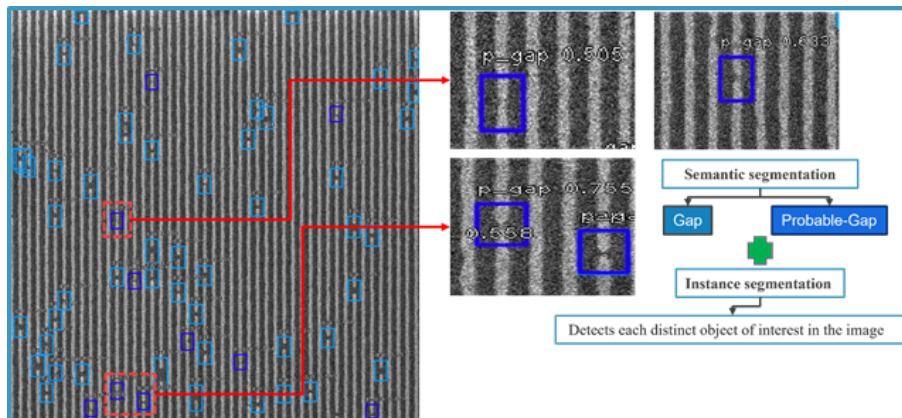 p_gap 0.505
p_gap 0.633
p_gap 0.755
0.558
Semantic segmentation
Gap
Probable-Gap
Instance segmentation
Detects each distinct object of interest in the image